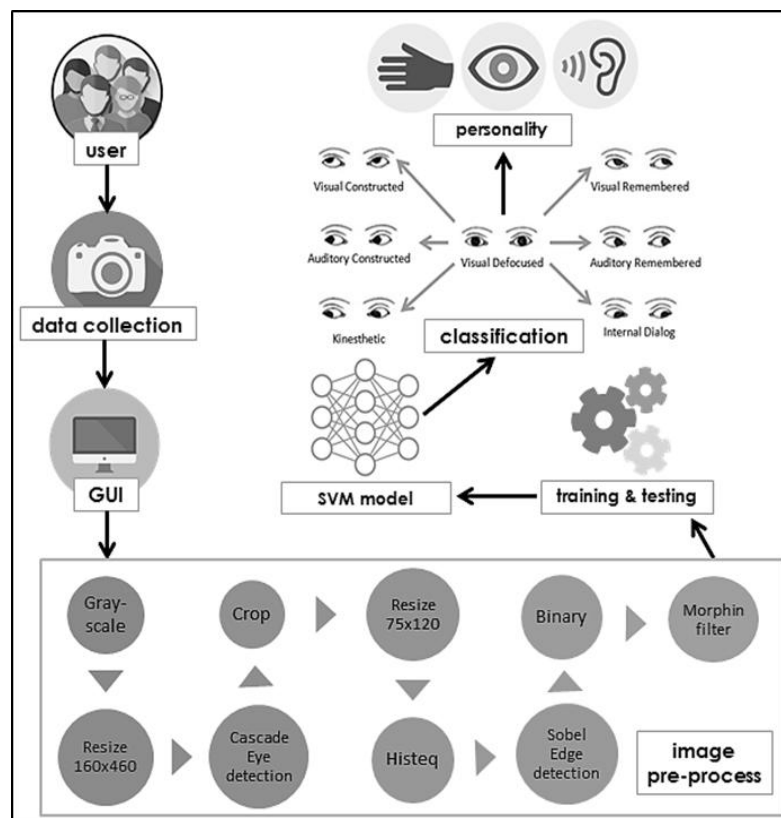 user
data collection
GUI
personality
Visual Constructed
Visual Remembered
Auditory Constructed
Visual Defocused
Auditory Remembered
Kinesthetic
classification
Internal Dialog
SVM model
training & testing
Gray-
scale
Resize
160x460
Cascade
Eye
detection
Crop
Resize
75x120
Histeq
Sobel
Edge
detection
Binary
Morphin
filter
image
pre-process